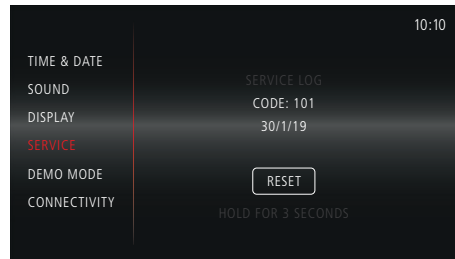 10:10
TIME & DATE
SOUND
DISPLAY
SERVICE
DEMO MODE
CONNECTIVITY
SERVICE LOG
CODE: 101
30/1/19
RESET
HOLD FOR 3 SECONDS